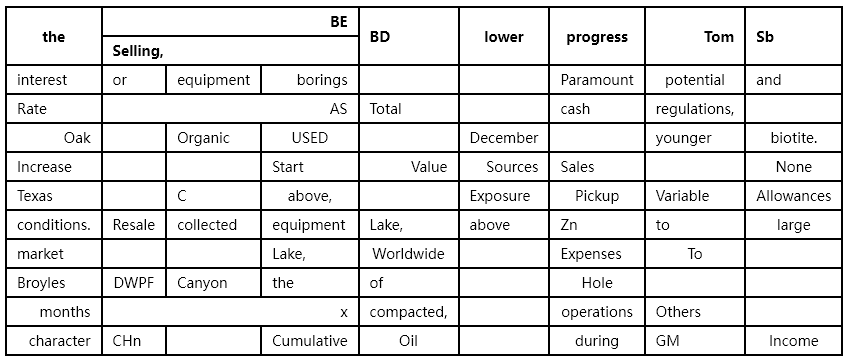 the BE BD lower progress Tom Sb
Selling,
interest or equipment borings Paramount potential and
Rate AS Total cash regulations,
Oak Organic USED December younger biotite.
Increase Start Value Sources Sales None
Texas C above, Exposure Pickup Variable Allowances
conditions. Resale collected equipment Lake, above Zn to large
market Lake, Worldwide Expenses To
Broyles DWPF Canyon the of Hole
months x compacted, operations Others
character CHn Cumulative Oil during GM Income